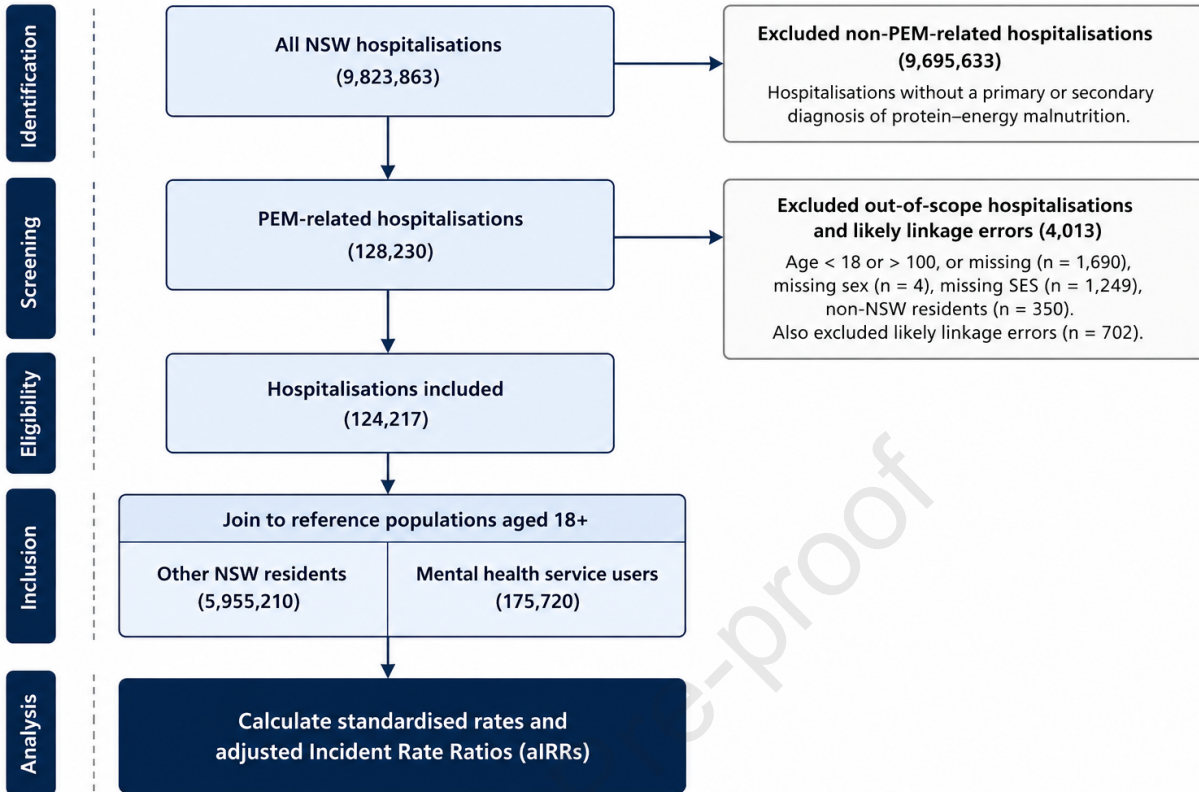 Identification
All NSW hospitalisations
(9,823,863)
Excluded non-PEM-related hospitalisations
(9,695,633)
Hospitalisations without a primary or secondary
diagnosis of protein–energy malnutrition.
Screening
PEM-related hospitalisations
(128,230)
Excluded out-of-scope hospitalisations
and likely linkage errors (4,013)
Age < 18 or > 100, or missing (n = 1,690),
missing sex (n = 4), missing SES (n = 1,249),
non-NSW residents (n = 350).
Also excluded likely linkage errors (n = 702).
Eligibility
Hospitalisations included
(124,217)
Inclusion
Join to reference populations aged 18+
Other NSW residents
(5,955,210)
Mental health service users
(175,720)
Analysis
Calculate standardised rates and
adjusted Incident Rate Ratios (aIRRs)
re-proof